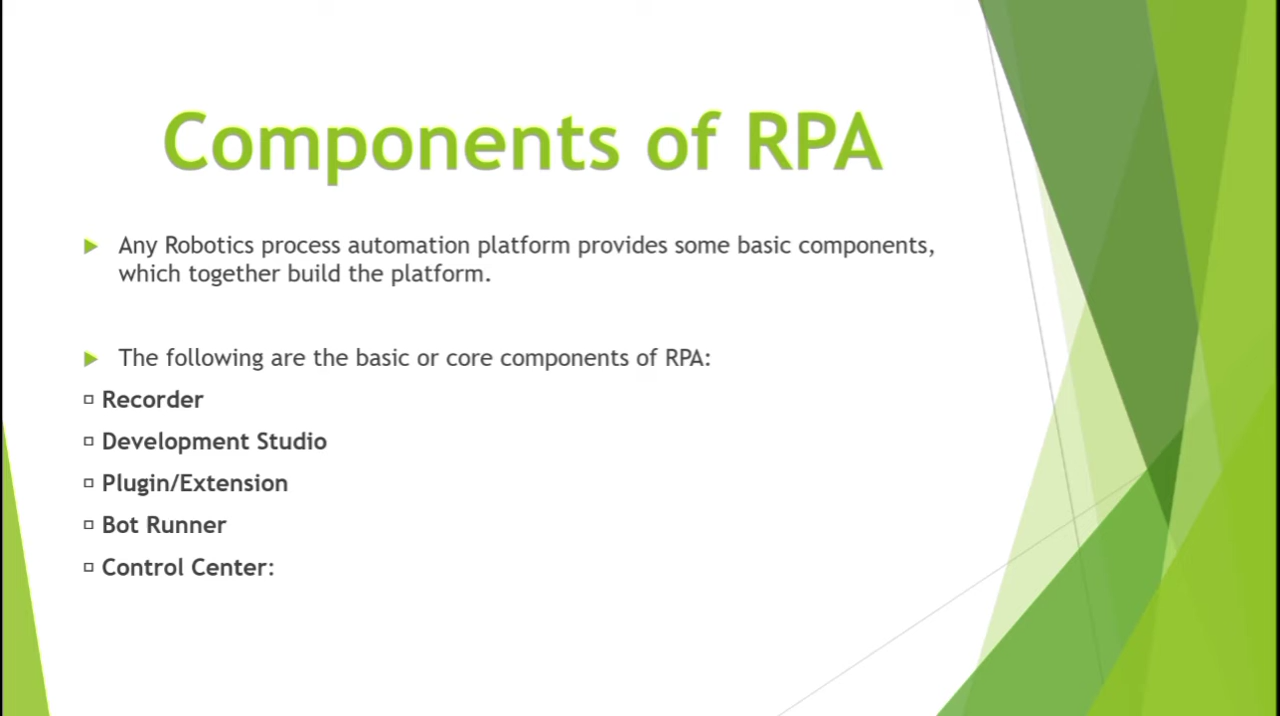 Components of RPA
Any Robotics process automation platform provides some basic components,
which together build the platform.
The following are the basic or core components of RPA:
Recorder
Development Studio
Plugin/Extension
Bot Runner
Control Center: